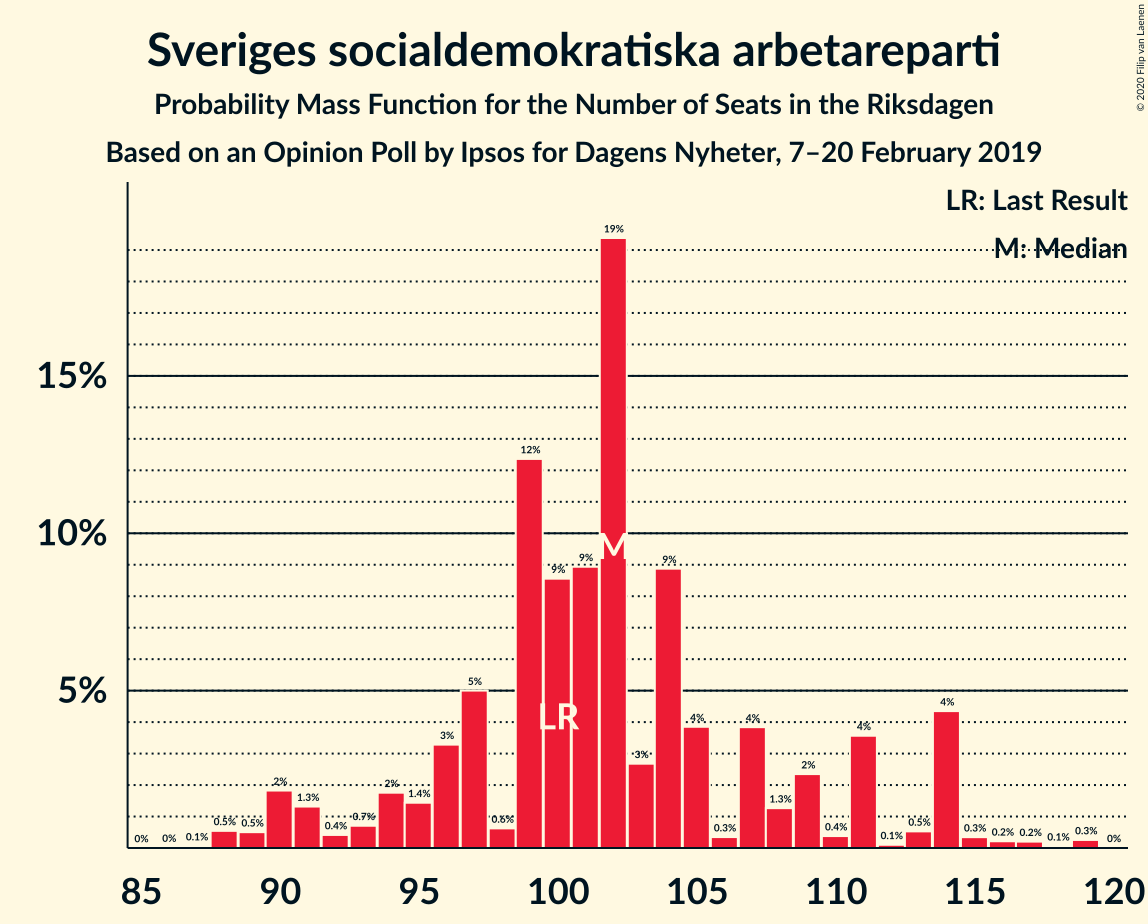 Sveriges socialdemokratiska arbetareparti
Probability Mass Function for the Number of Seats in the Riksdagen
Based on an Opinion Poll by Ipsos for Dagens Nyheter, 7–20 February 2019
© 2020 Filip van Laenen
LR: Last Result
M: Median
15%
10%
5%
0% 0% 0.1% 0.5% 0.5% 2% 1.3% 0.4% 0.7% 2% 1.4% 3% 5% 0.6% 12% 9% 9% 19% 3% 9% 4% 0.3% 4% 1.3% 2% 0.4% 4% 0.1% 0.5% 4% 0.3% 0.2% 0.2% 0.1% 0.3% 0%
LR
M
85 90 95 100 105 110 115 120